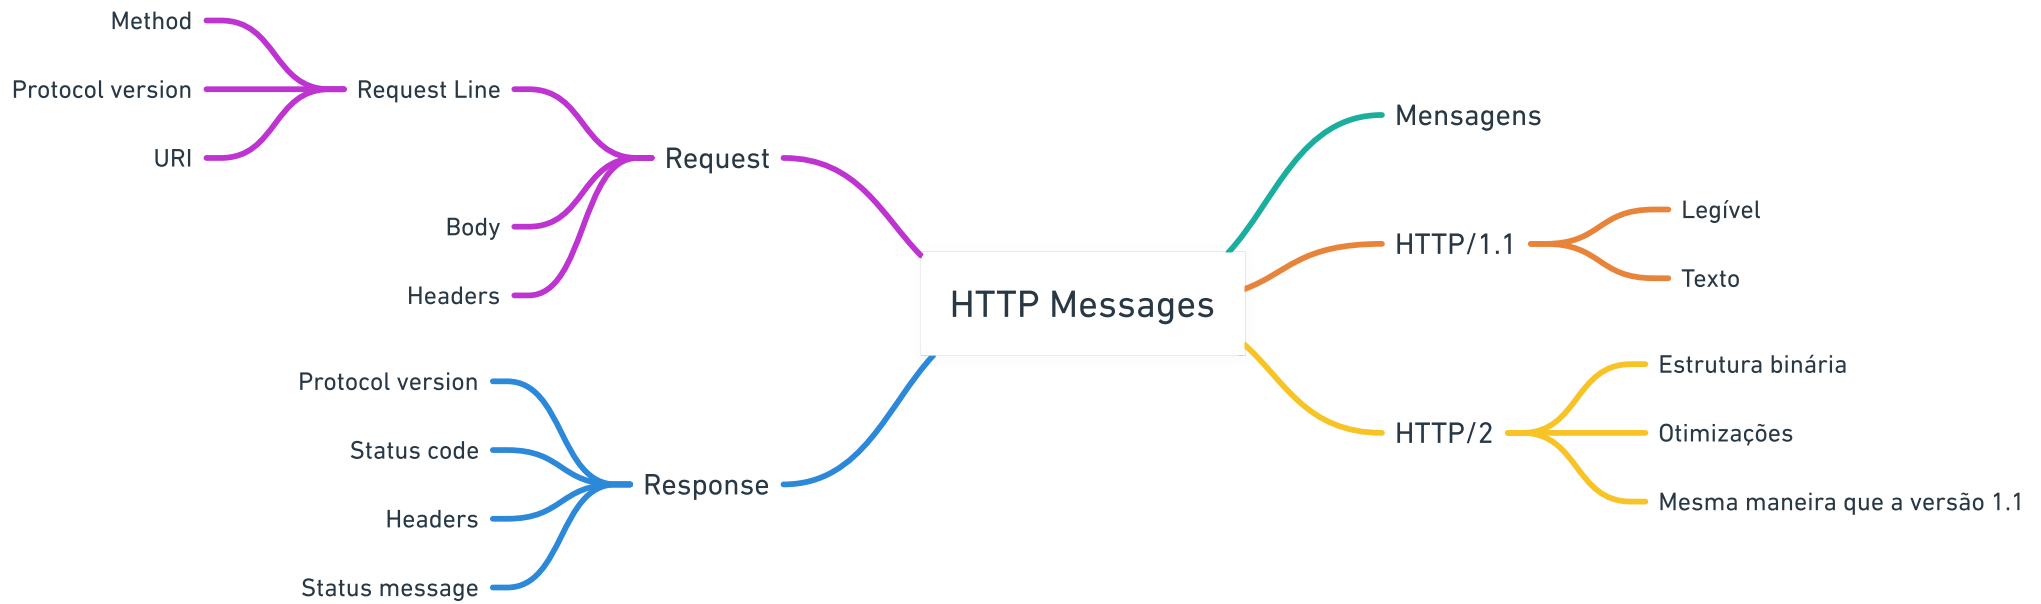 HTTP Messages
Request
Request Line
Method
Protocol version
URI
Body
Headers
Response
Protocol version
Status code
Headers
Status message
Mensagens
HTTP/1.1
Legível
Texto
HTTP/2
Estrutura binária
Otimizações
Mesma maneira que a versão 1.1